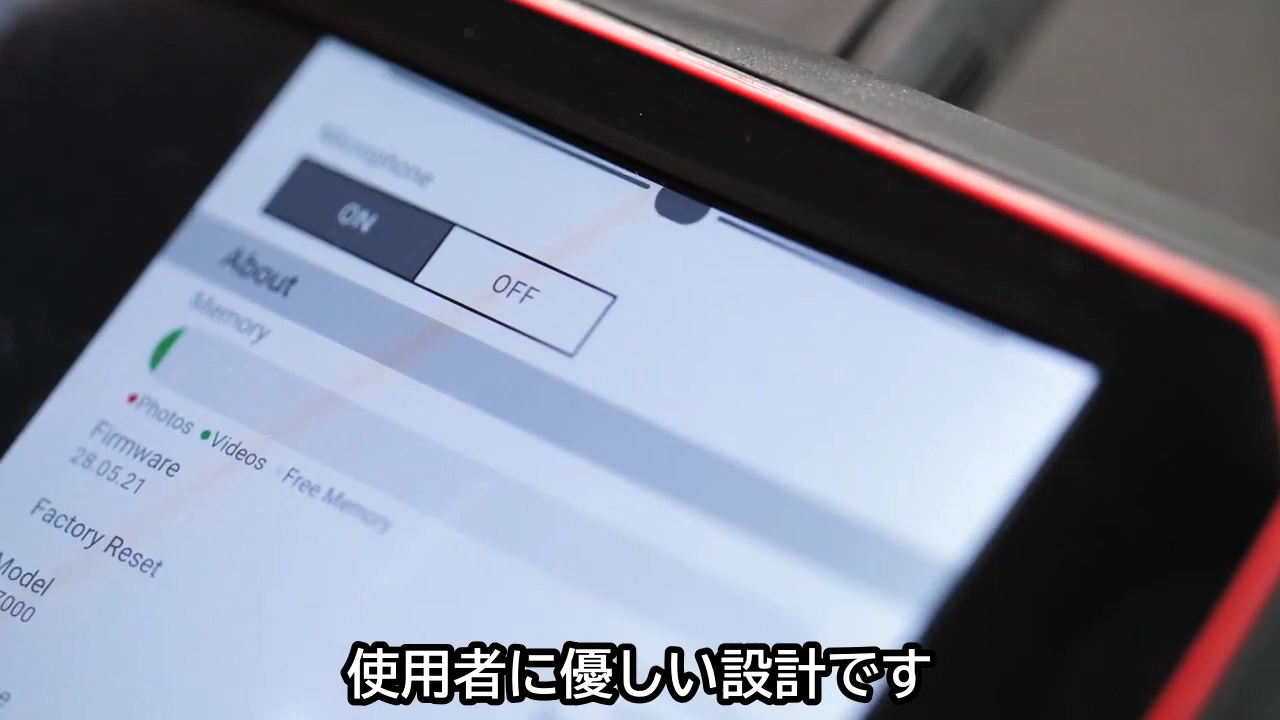 Microphone
ON
OFF
About
Memory
Photos Videos Free Memory
Firmware
28.05.21
Factory Reset
Model
使用者に優しい設計です